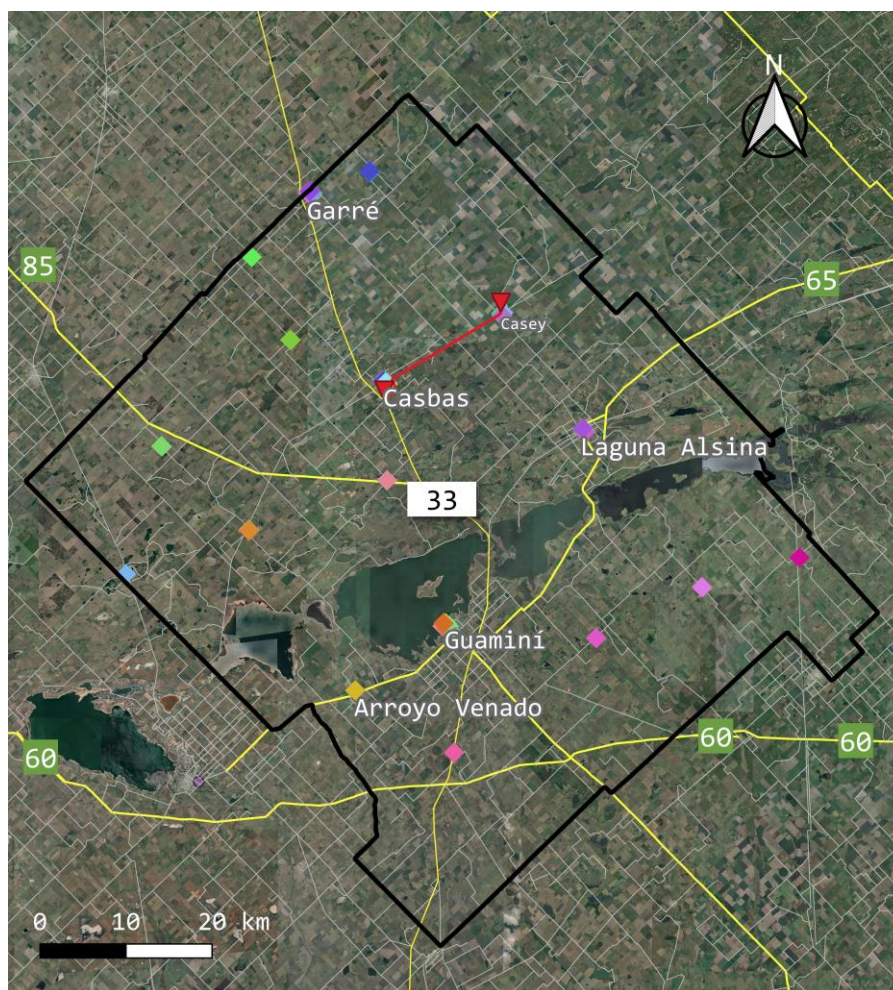 N
Garré
85
65
Casey
Casbas
Laguna Alsina
33
Guaminí
Arroyo Venado
60
60
60
0 10 20 km